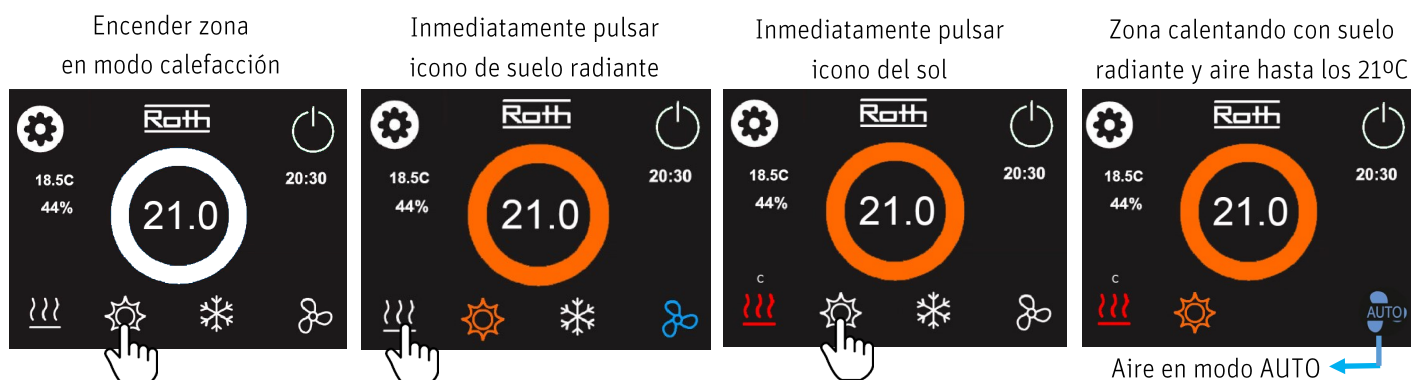 Encender zona
en modo calefacción
Roth
18.5C
20:30
44%
21.0
Inmediatamente pulsar
icono de suelo radiante
Roth
18.5C
20:30
44%
21.0
Inmediatamente pulsar
icono del sol
Roth
18.5C
20:30
44%
21.0
C
Zona calentando con suelo
radiante y aire hasta los 21ºC
Roth
18.5C
20:30
44%
21.0
C
AUTO
Aire en modo AUTO